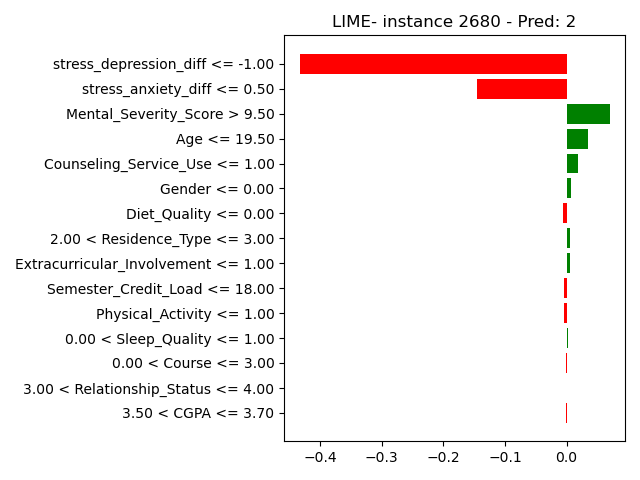 LIME- instance 2680 - Pred: 2
stress_depression_diff <= -1.00
stress_anxiety_diff <= 0.50
Mental_Severity_Score > 9.50
Age <= 19.50
Counseling_Service_Use <= 1.00
Gender <= 0.00
Diet_Quality <= 0.00
2.00 < Residence_Type <= 3.00
Extracurricular_Involvement <= 1.00
Semester_Credit_Load <= 18.00
Physical_Activity <= 1.00
0.00 < Sleep_Quality <= 1.00
0.00 < Course <= 3.00
3.00 < Relationship_Status <= 4.00
3.50 < CGPA <= 3.70
−0.4 −0.3 −0.2 −0.1 0.0